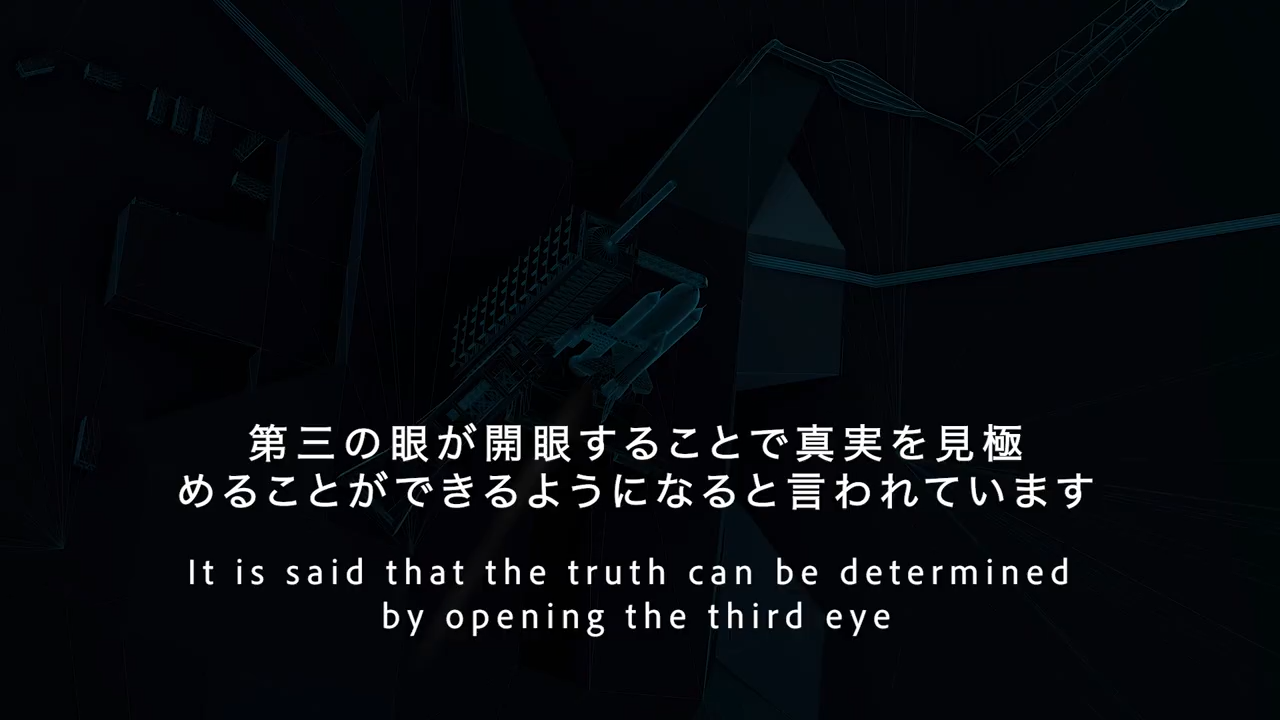 第三の眼が開眼することで真実を見極
めることができるようになると言われています
It is said that the truth can be determined
by opening the third eye